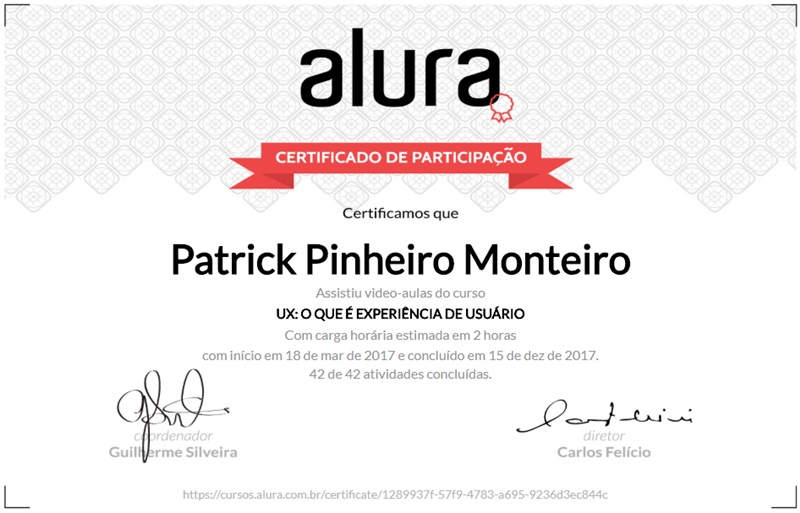 alura
CERTIFICADO DE PARTICIPAÇÃO
Certificamos que
Patrick Pinheiro Monteiro
Assistiu video-aulas do curso
UX: O QUE É EXPERIÊNCIA DE USUÁRIO
Com carga horária estimada em 2 horas
com início em 18 de mar de 2017 e concluído em 15 de dez de 2017.
42 de 42 atividades concluídas.
coordenador
Guilherme Silveira
diretor
Carlos Felício
https://cursos.alura.com.br/certificate/1289937f-57f9-4783-a695-9236d3ec844c